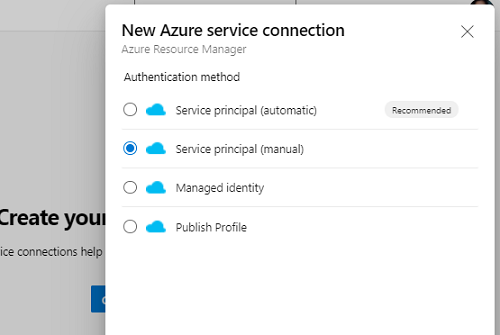 New Azure service connection
Azure Resource Manager
Authentication method
Service principal (automatic)
Recommended
Service principal (manual)
Managed identity
Publish Profile
Create your
ice connections help